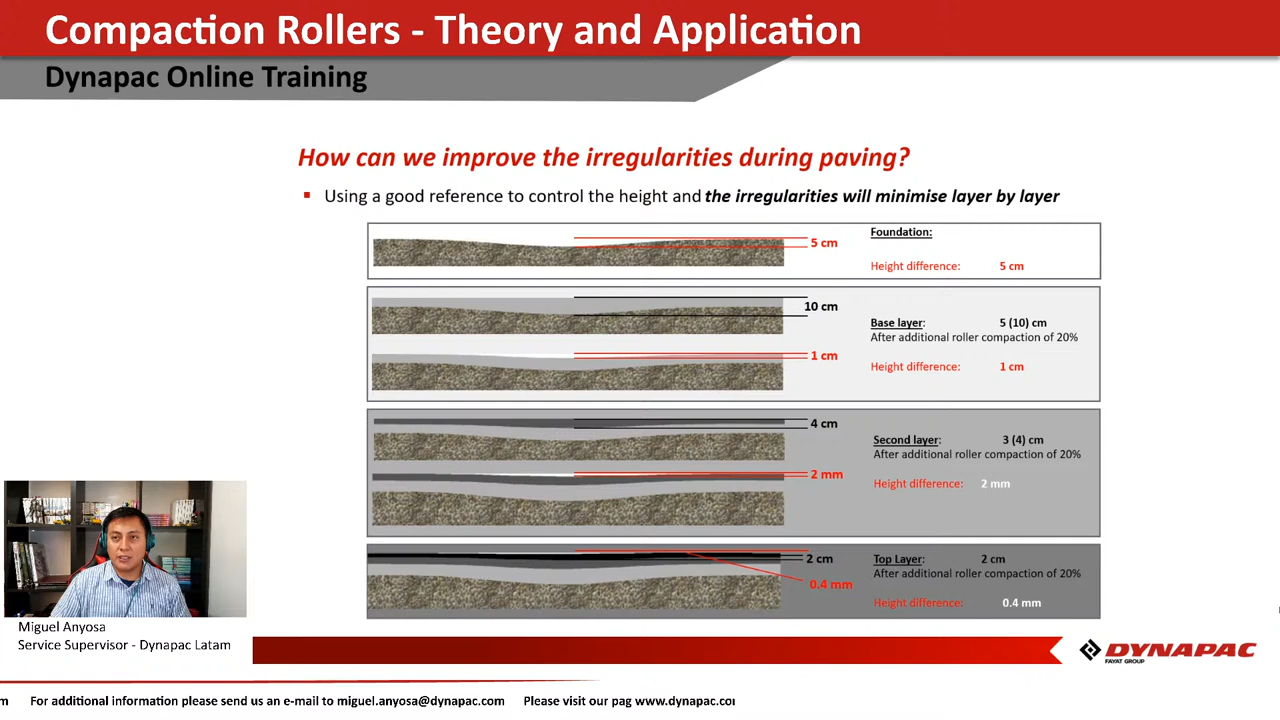 Compaction Rollers - Theory and Application
Dynapac Online Training
How can we improve the irregularities during paving?
Using a good reference to control the height and the irregularities will minimise layer by layer
5 cm
Foundation:
Height difference: 5 cm
10 cm
1 cm
Base layer: 5 (10) cm
After additional roller compaction of 20%
Height difference: 1 cm
4 cm
2 mm
Second layer: 3 (4) cm
After additional roller compaction of 20%
Height difference: 2 mm
2 cm
0.4 mm
Top Layer: 2 cm
After additional roller compaction of 20%
Height difference: 0.4 mm
Miguel Anyosa
Service Supervisor - Dynapac Latam
DYNAPAC
FAYAT GROUP
m For additional information please send us an e-mail to miguel.anyosa@dynapac.com Please visit our pag www.dynapac.co